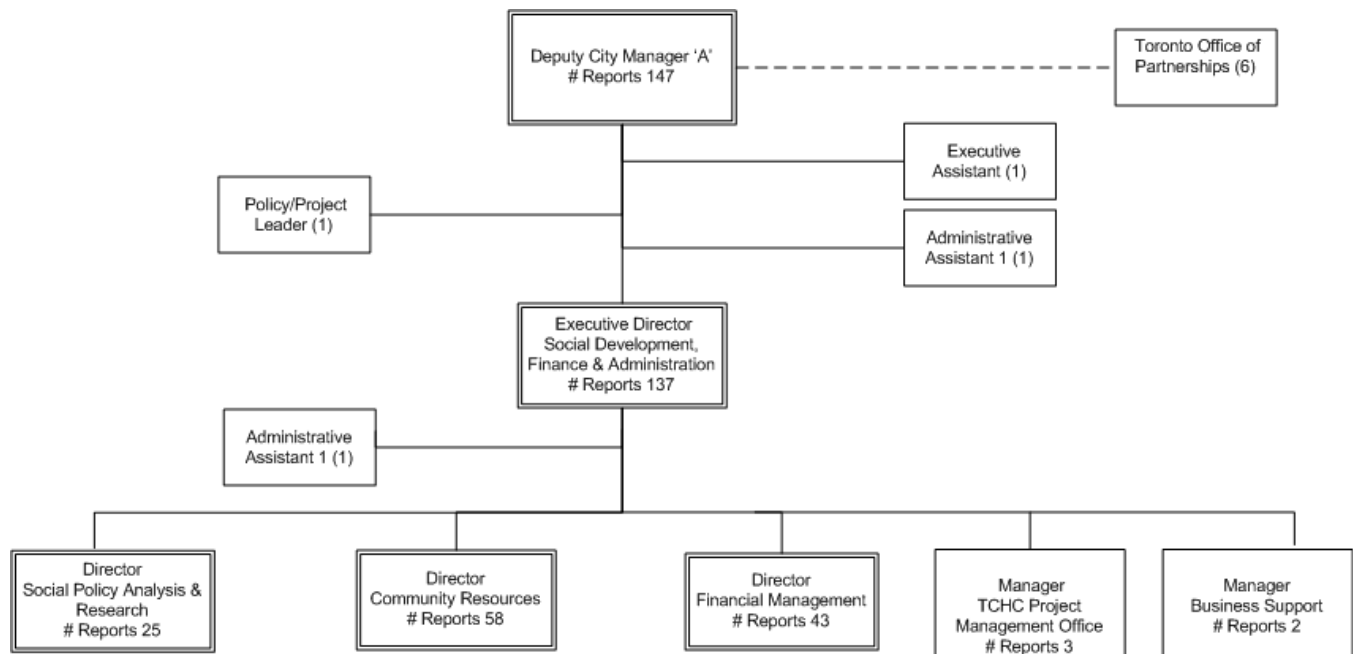 Deputy City Manager ‘A’
# Reports 147
Toronto Office of
Partnerships (6)
Executive
Assistant (1)
Policy/Project
Leader (1)
Administrative
Assistant 1 (1)
Executive Director
Social Development,
Finance & Administration
# Reports 137
Administrative
Assistant 1 (1)
Director
Social Policy Analysis &
Research
# Reports 25
Director
Community Resources
# Reports 58
Director
Financial Management
# Reports 43
Manager
TCHC Project
Management Office
# Reports 3
Manager
Business Support
# Reports 2